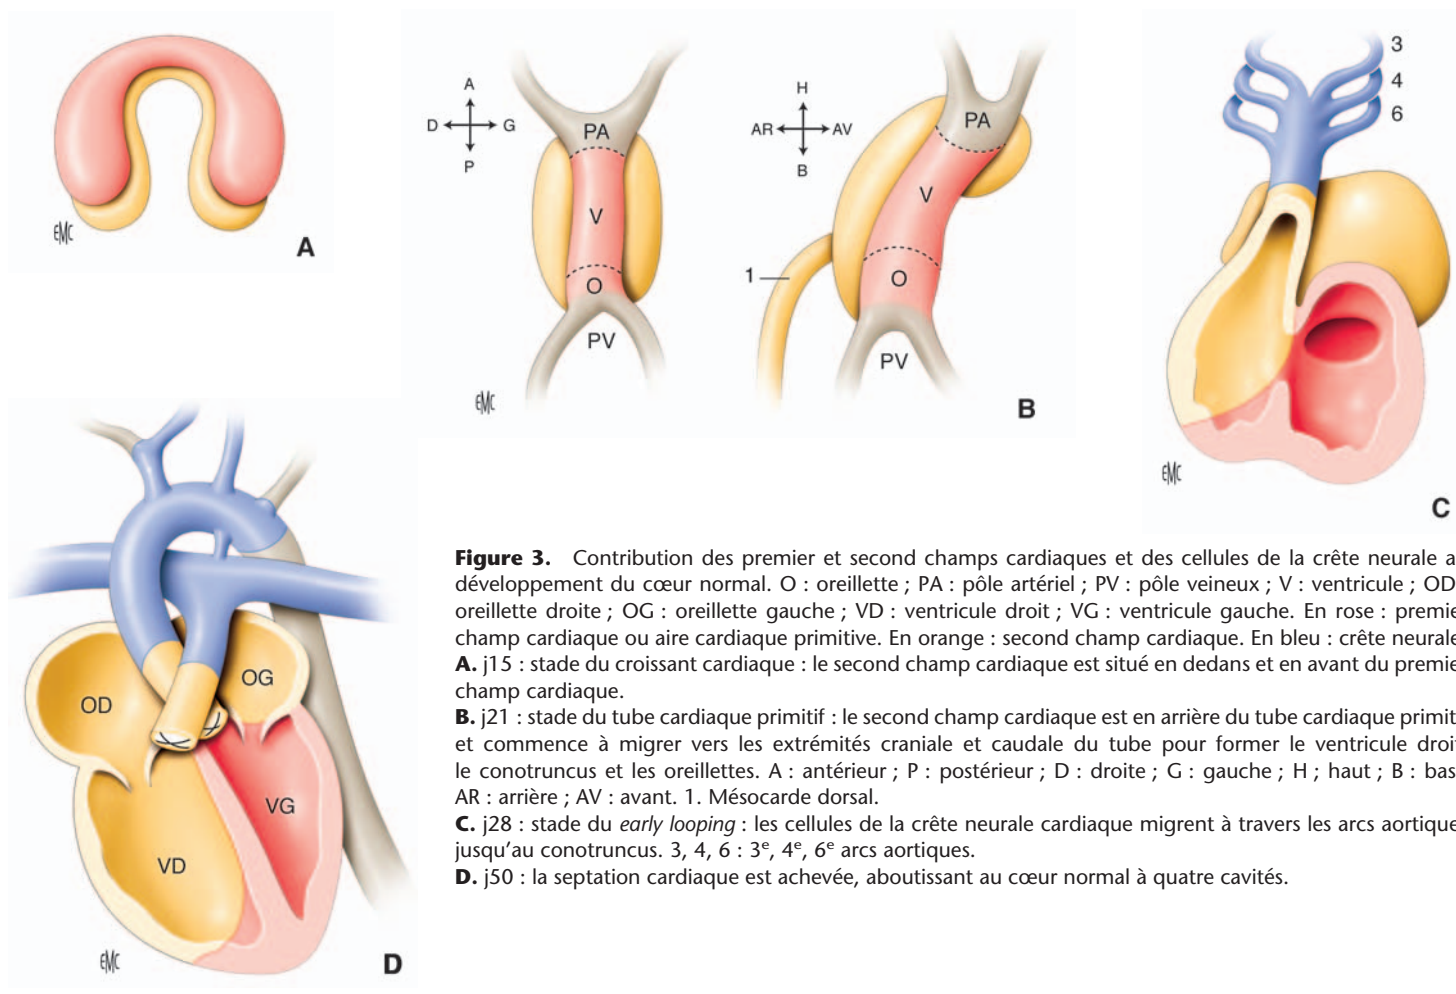 A
A
D
G
P
PA
V
O
PV
H
AR
AV
B
PA
V
O
PV
1
B
3
4
6
C
OD
OG
VG
VD
D
EMC
EMC
EMC
EMC
Figure 3. Contribution des premier et second champs cardiaques et des cellules de la crête neurale a
développement du cœur normal. O : oreillette ; PA : pôle artériel ; PV : pôle veineux ; V : ventricule ; OD
oreillette droite ; OG : oreillette gauche ; VD : ventricule droit ; VG : ventricule gauche. En rose : premie
champ cardiaque ou aire cardiaque primitive. En orange : second champ cardiaque. En bleu : crête neurale
A. j15 : stade du croissant cardiaque : le second champ cardiaque est situé en dedans et en avant du premie
champ cardiaque.
B. j21 : stade du tube cardiaque primitif : le second champ cardiaque est en arrière du tube cardiaque primit
et commence à migrer vers les extrémités craniale et caudale du tube pour former le ventricule droi
le conotruncus et les oreillettes. A : antérieur ; P : postérieur ; D : droite ; G : gauche ; H ; haut ; B : bas
AR : arrière ; AV : avant. 1. Mésocarde dorsal.
C. j28 : stade du early looping : les cellules de la crête neurale cardiaque migrent à travers les arcs aortique
jusqu'au conotruncus. 3, 4, 6 : 3e, 4e, 6e arcs aortiques.
D. j50 : la septation cardiaque est achevée, aboutissant au cœur normal à quatre cavités.